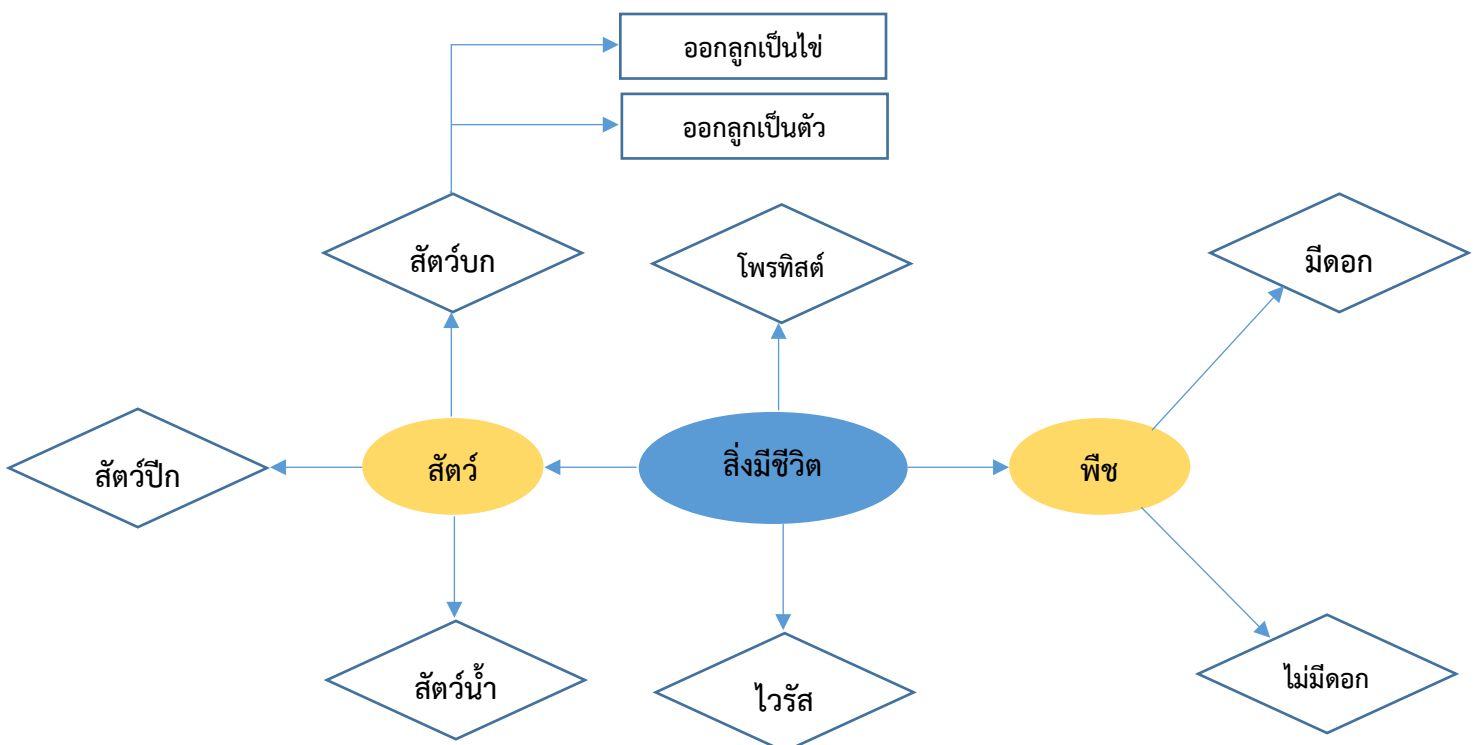 ออกลูกเป็นไข่
ออกลูกเป็นตัว
สัตว์บก
โพรทิสต์
มีดอก
สัตว์ปีก
สัตว์
สิ่งมีชีวิต
พืช
สัตว์น้ำ
ไวรัส
ไม่มีดอก